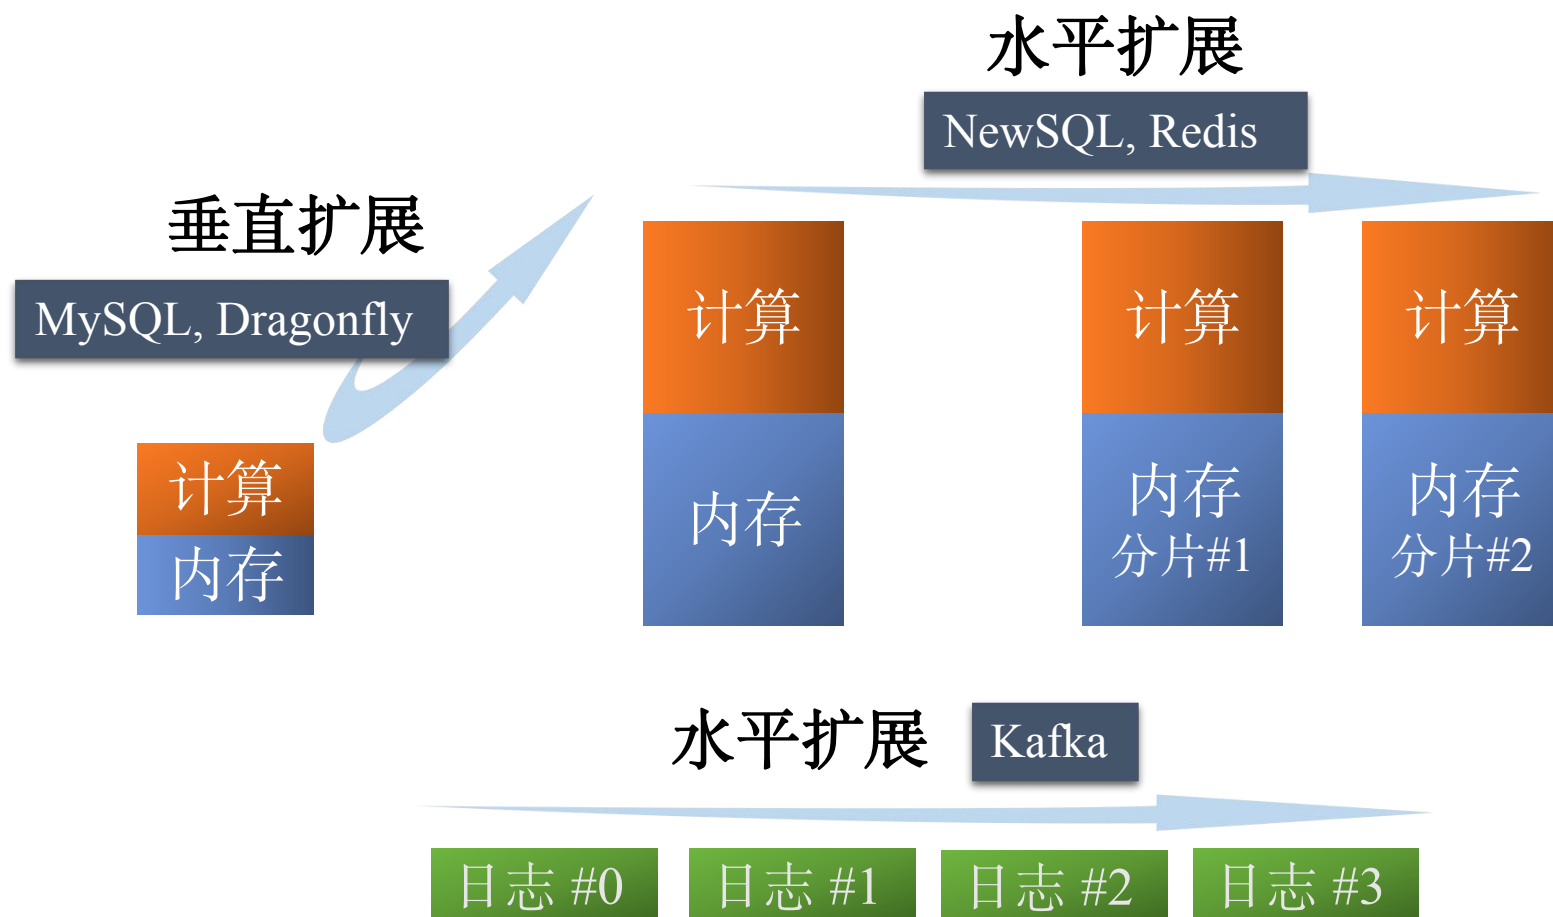 水平扩展
NewSQL, Redis
垂直扩展
MySQL, Dragonfly
计算
内存
计算
内存
计算
内存
分片#1
计算
内存
分片#2
水平扩展
Kafka
日志 #0
日志 #1
日志 #2
日志 #3